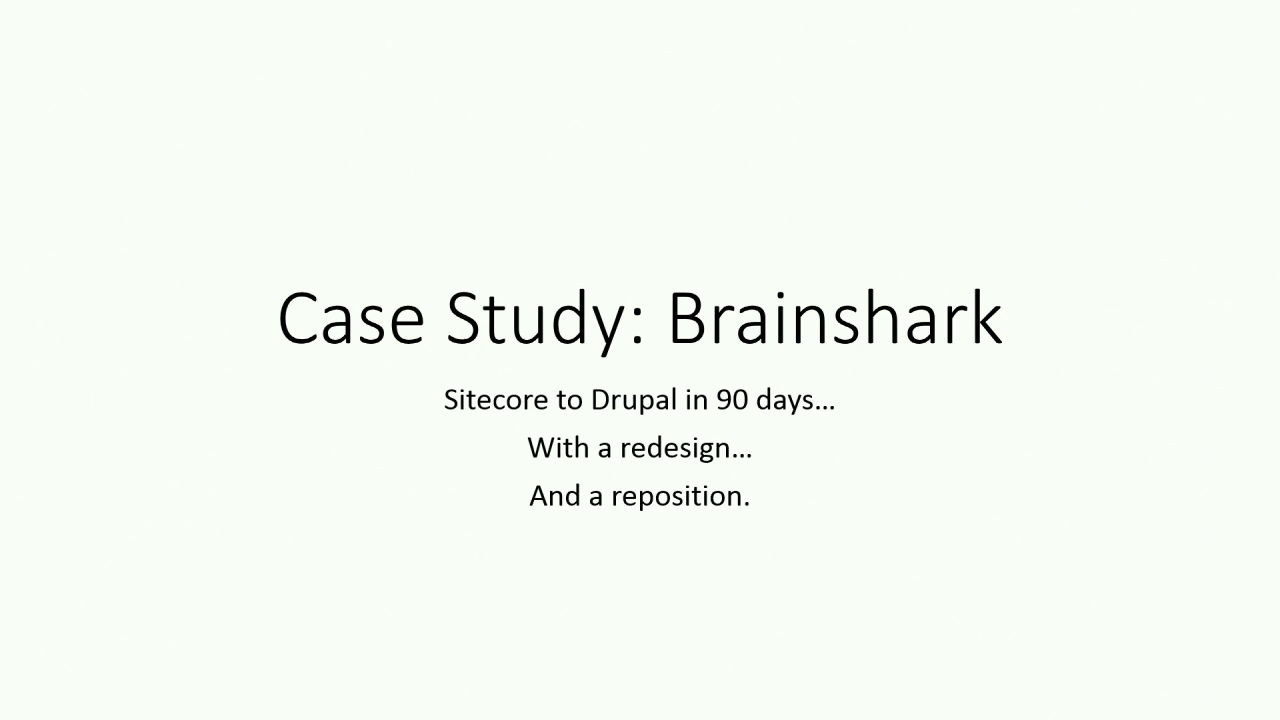 Case Study: Brainshark
Sitecore to Drupal in 90 days…
With a redesign…
And a reposition.